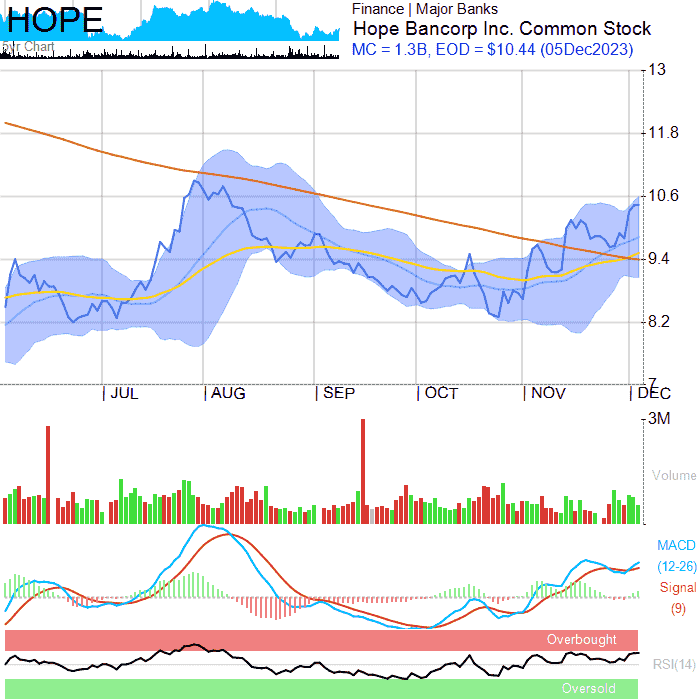 HOPE
5yr Chart
Finance | Major Banks
Hope Bancorp Inc. Common Stock
MC = 1.3B, EOD = $10.44 (05Dec2023)
13
11.8
10.6
9.4
8.2
7
JUL AUG SEP OCT NOV DEC
3M
Volume
MACD
(12-26)
Signal
(9)
Overbought
RSI(14)
Oversold